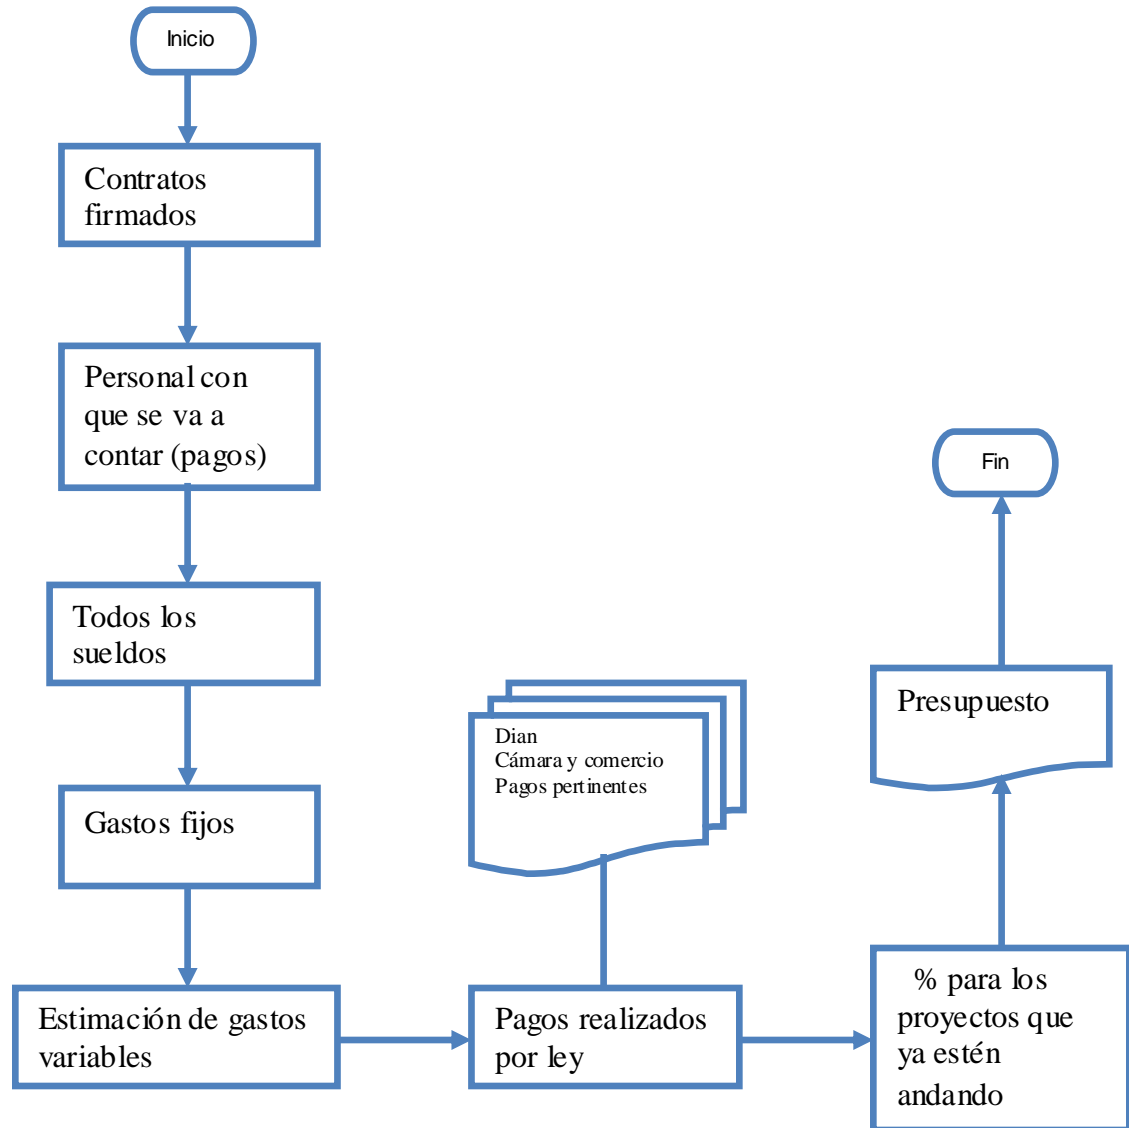 Inicio
Contratos
firmados
Personal con
que se va a
contar (pagos)
Todos los
sueldos
Gastos fijos
Estimación de gastos
variables
Dian
Cámara y comercio
Pagos pertinentes
Pagos realizados
por ley
% para los
proyectos que
ya estén
andando
Presupuesto
Fin